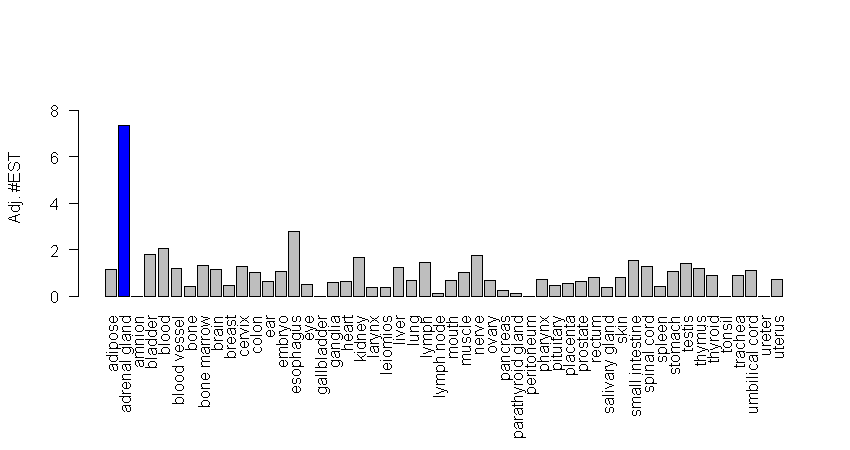 Adj. #EST
8
6
4
2
0
adipose
adrenal gland
amnion
bladder
blood
blood vessel
bone
bone marrow
brain
breast
cervix
colon
ear
embryo
esophagus
eye
gallbladder
ganglia
heart
kidney
larynx
leiomios
liver
lung
lymph
lymph node
mouth
muscle
nerve
ovary
pancreas
parathyroid gland
peritoneum
pharynx
pituitary
placenta
prostate
rectum
salivary gland
skin
small intestine
spinal cord
spleen
stomach
testis
thymus
thyroid
tonsil
trachea
umbilical cord
ureter
uterus